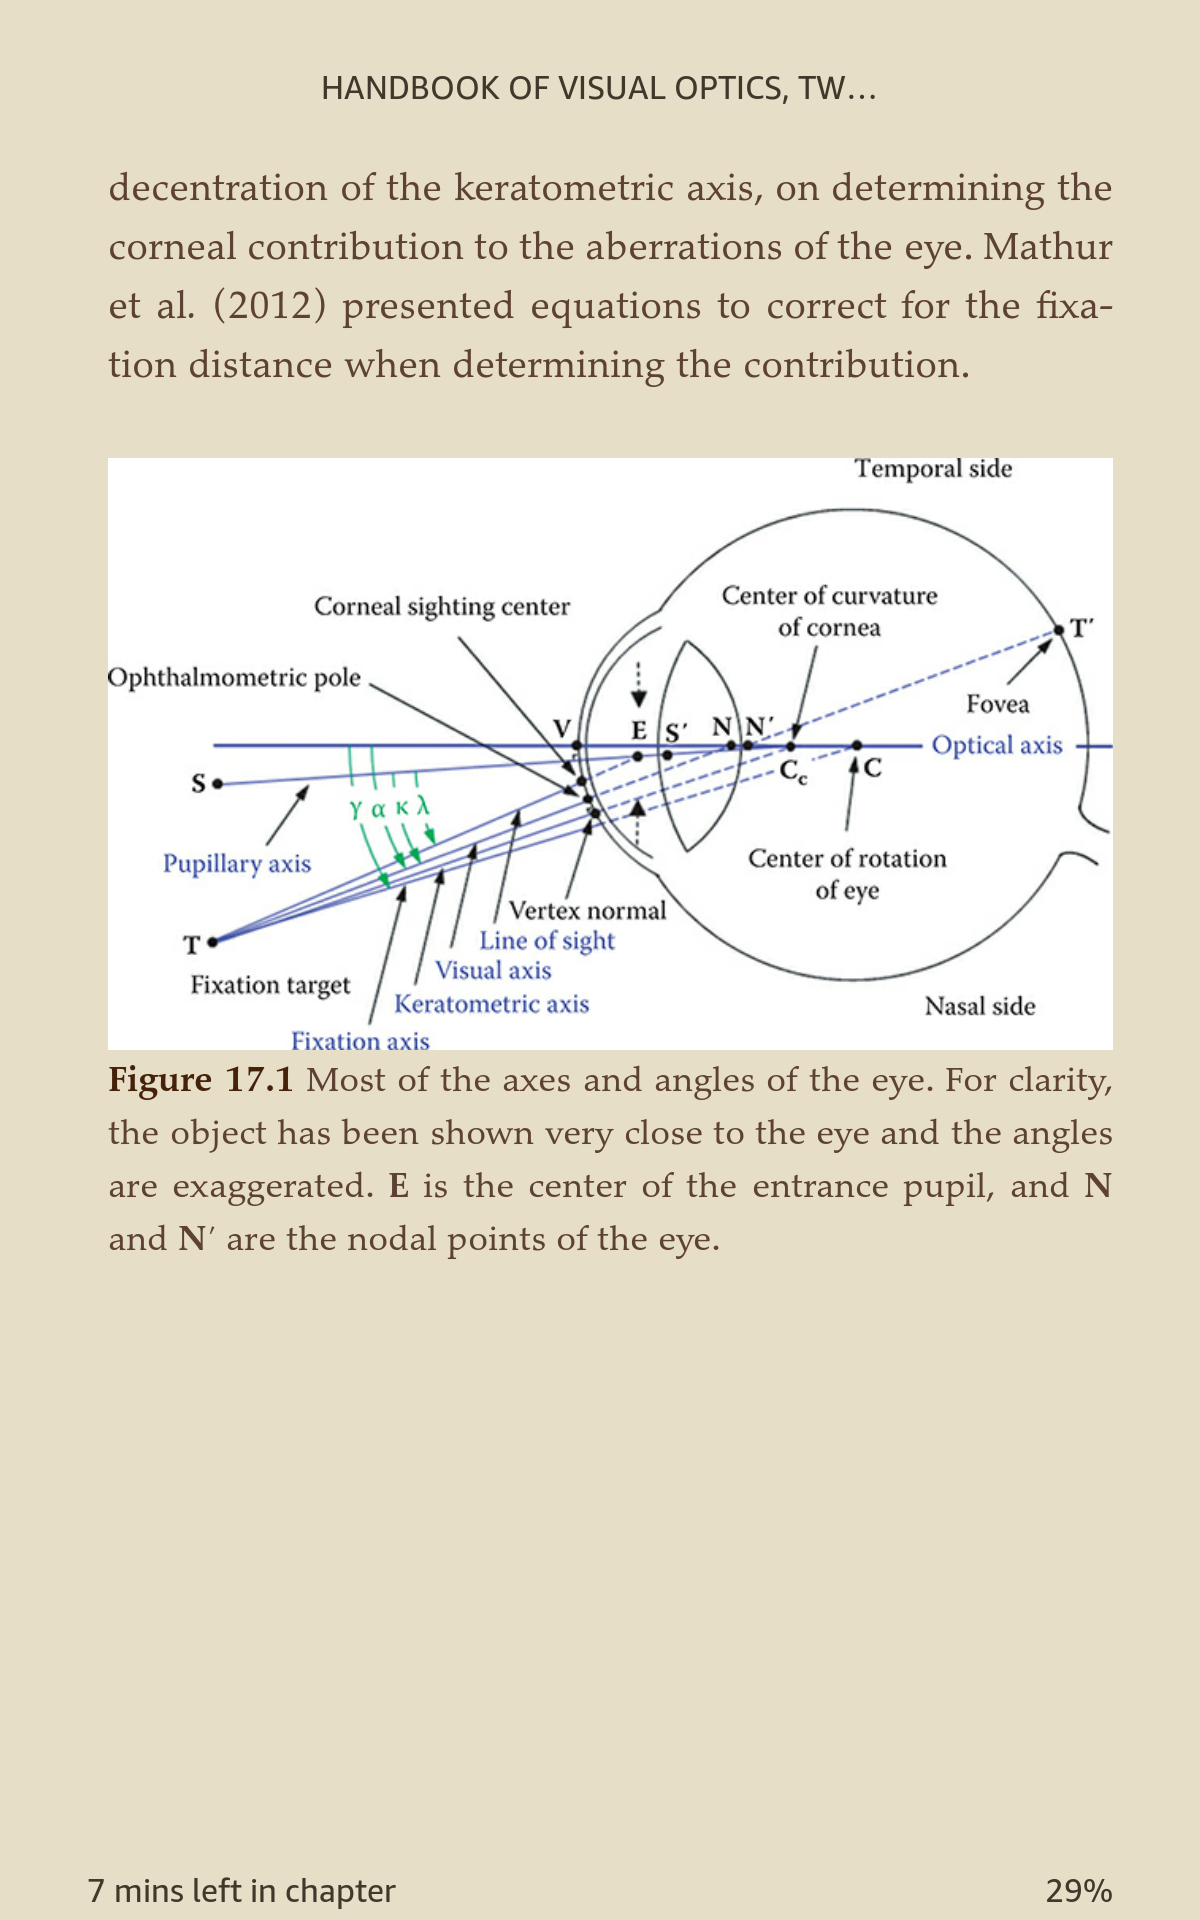 HANDBOOK OF VISUAL OPTICS, TW…
decentration of the keratometric axis, on determining the
corneal contribution to the aberrations of the eye. Mathur
et al. (2012) presented equations to correct for the fixa-
tion distance when determining the contribution.
Temporal side
Corneal sighting center
Center of curvature
of cornea
T′
Ophthalmometric pole
Fovea
V
E
S′
N
N′
Optical axis
S
C_c
C
γ α κ λ
Pupillary axis
Center of rotation
of eye
Vertex normal
T
Line of sight
Visual axis
Fixation target
Keratometric axis
Nasal side
Fixation axis
Figure 17.1 Most of the axes and angles of the eye. For clarity,
the object has been shown very close to the eye and the angles
are exaggerated. E is the center of the entrance pupil, and N
and N′ are the nodal points of the eye.
7 mins left in chapter
29%